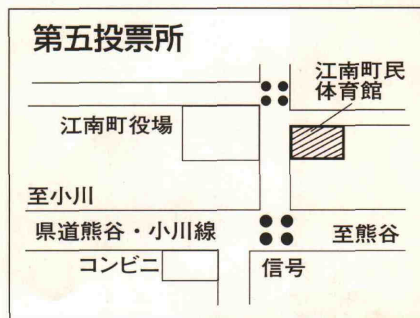 第五投票所
江南町民
体育館
江南町役場
至小川
県道熊谷・小川線
至熊谷
コンビニ
信号